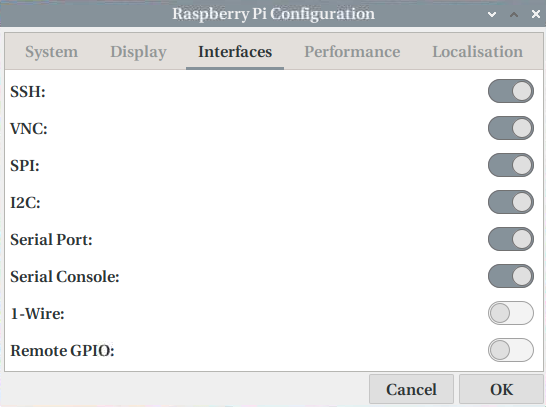 Raspberry Pi Configuration
System Display Interfaces Performance Localisation
SSH:
VNC:
SPI:
I2C:
Serial Port:
Serial Console:
1-Wire:
Remote GPIO:
Cancel OK